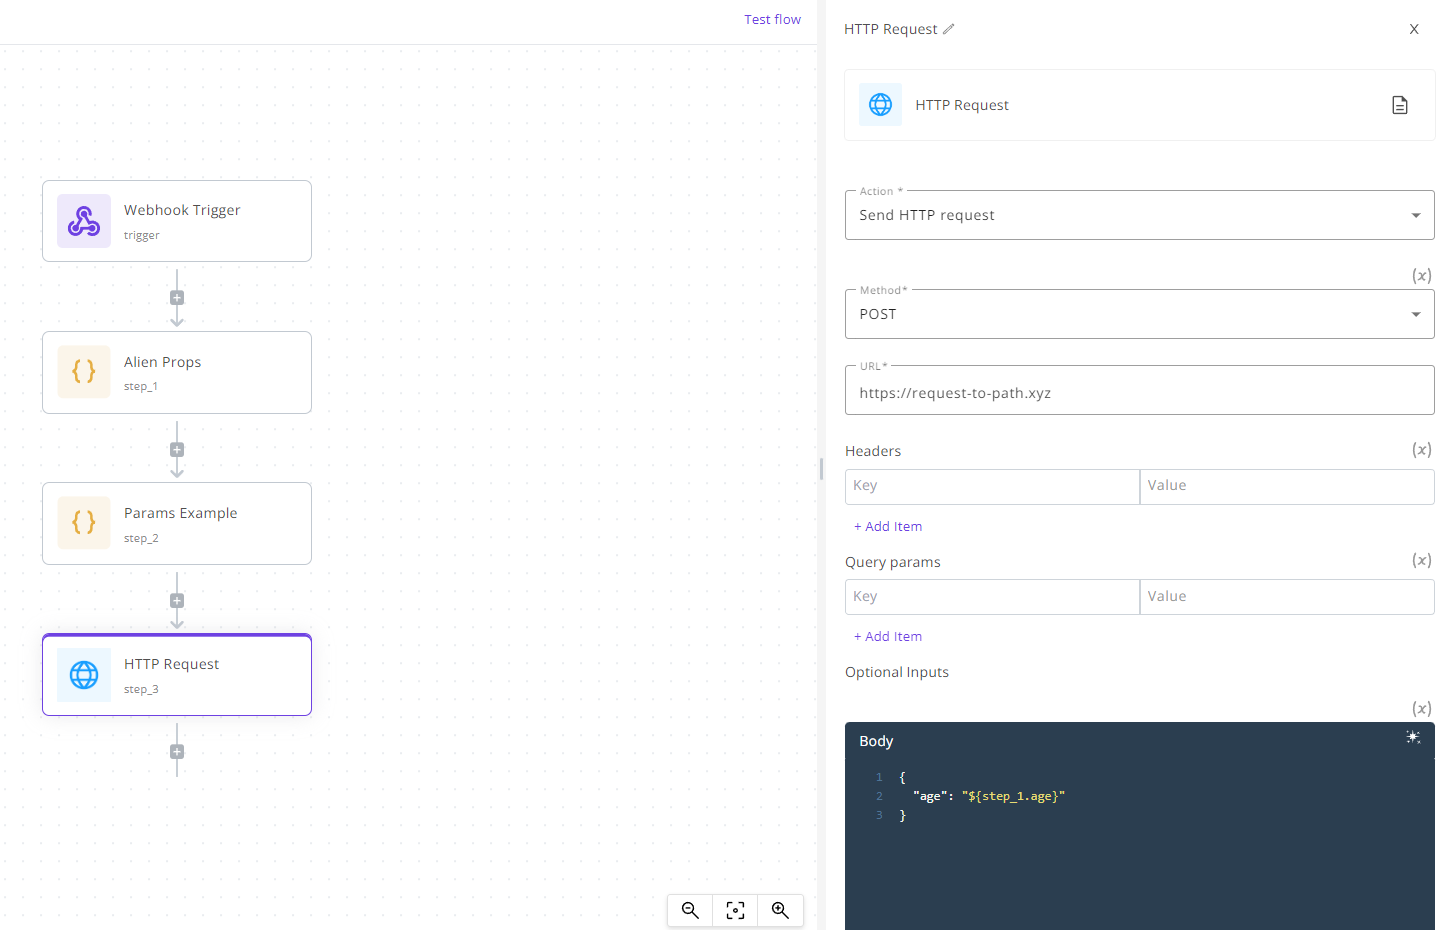 Test flow
Webhook Trigger
trigger
Alien Props
step_1
Params Example
step_2
HTTP Request
step_3
HTTP Request
X
HTTP Request
Action *
Send HTTP request
(x)
Method*
POST
URL*
https://request-to-path.xyz
Headers (x)
Key Value
+ Add Item
Query params (x)
Key Value
+ Add Item
Optional Inputs
(x)
Body
1 {
2 "age": "${step_1.age}"
3 }